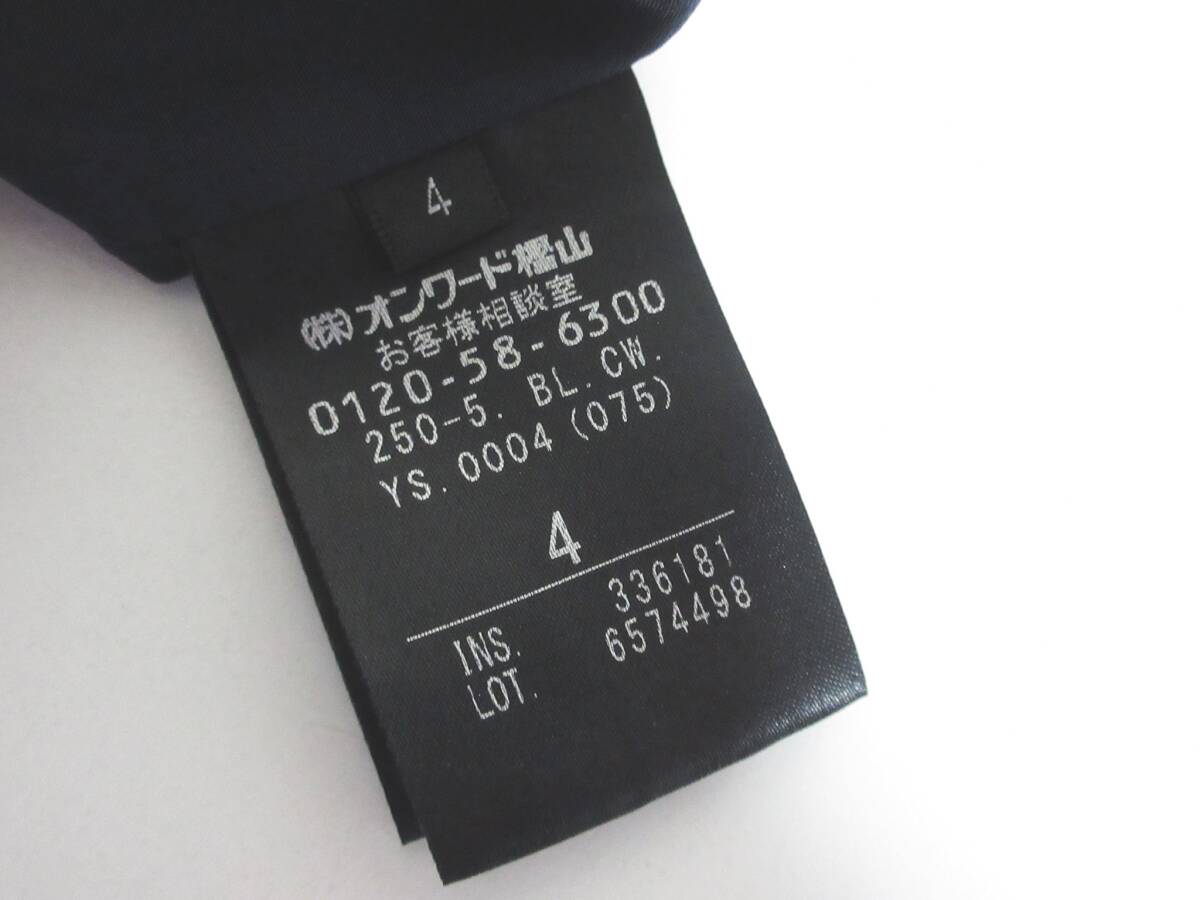 4
(株)オンワード樫山
お客様相談室
0120-58-6300
250-5. BL. CW.
YS. 0004 (075)
4
INS. 336181
LOT. 6574498